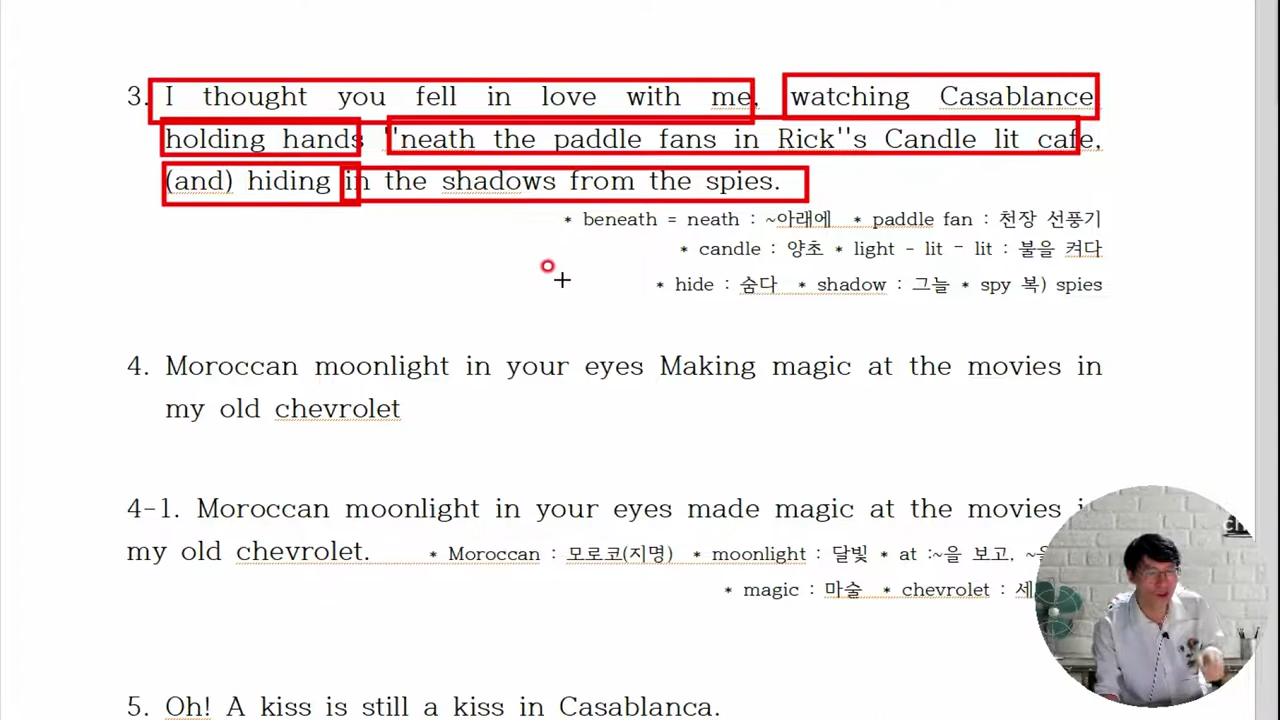 3. I thought you fell in love with me, watching Casablance
holding hands ''neath the paddle fans in Rick''s Candle lit cafe,
(and) hiding in the shadows from the spies.
* beneath = neath : ~아래에 * paddle fan : 천장 선풍기
* candle : 양초 * light - lit - lit : 불을 켜다
* hide : 숨다 * shadow : 그늘 * spy 복) spies
4. Moroccan moonlight in your eyes Making magic at the movies in
my old chevrolet
4-1. Moroccan moonlight in your eyes made magic at the movies
my old chevrolet. * Moroccan : 모로코(지명) * moonlight : 달빛 * at :~을 보고,
* magic : 마술 * chevrolet :
5. Oh! A kiss is still a kiss in Casablanca.